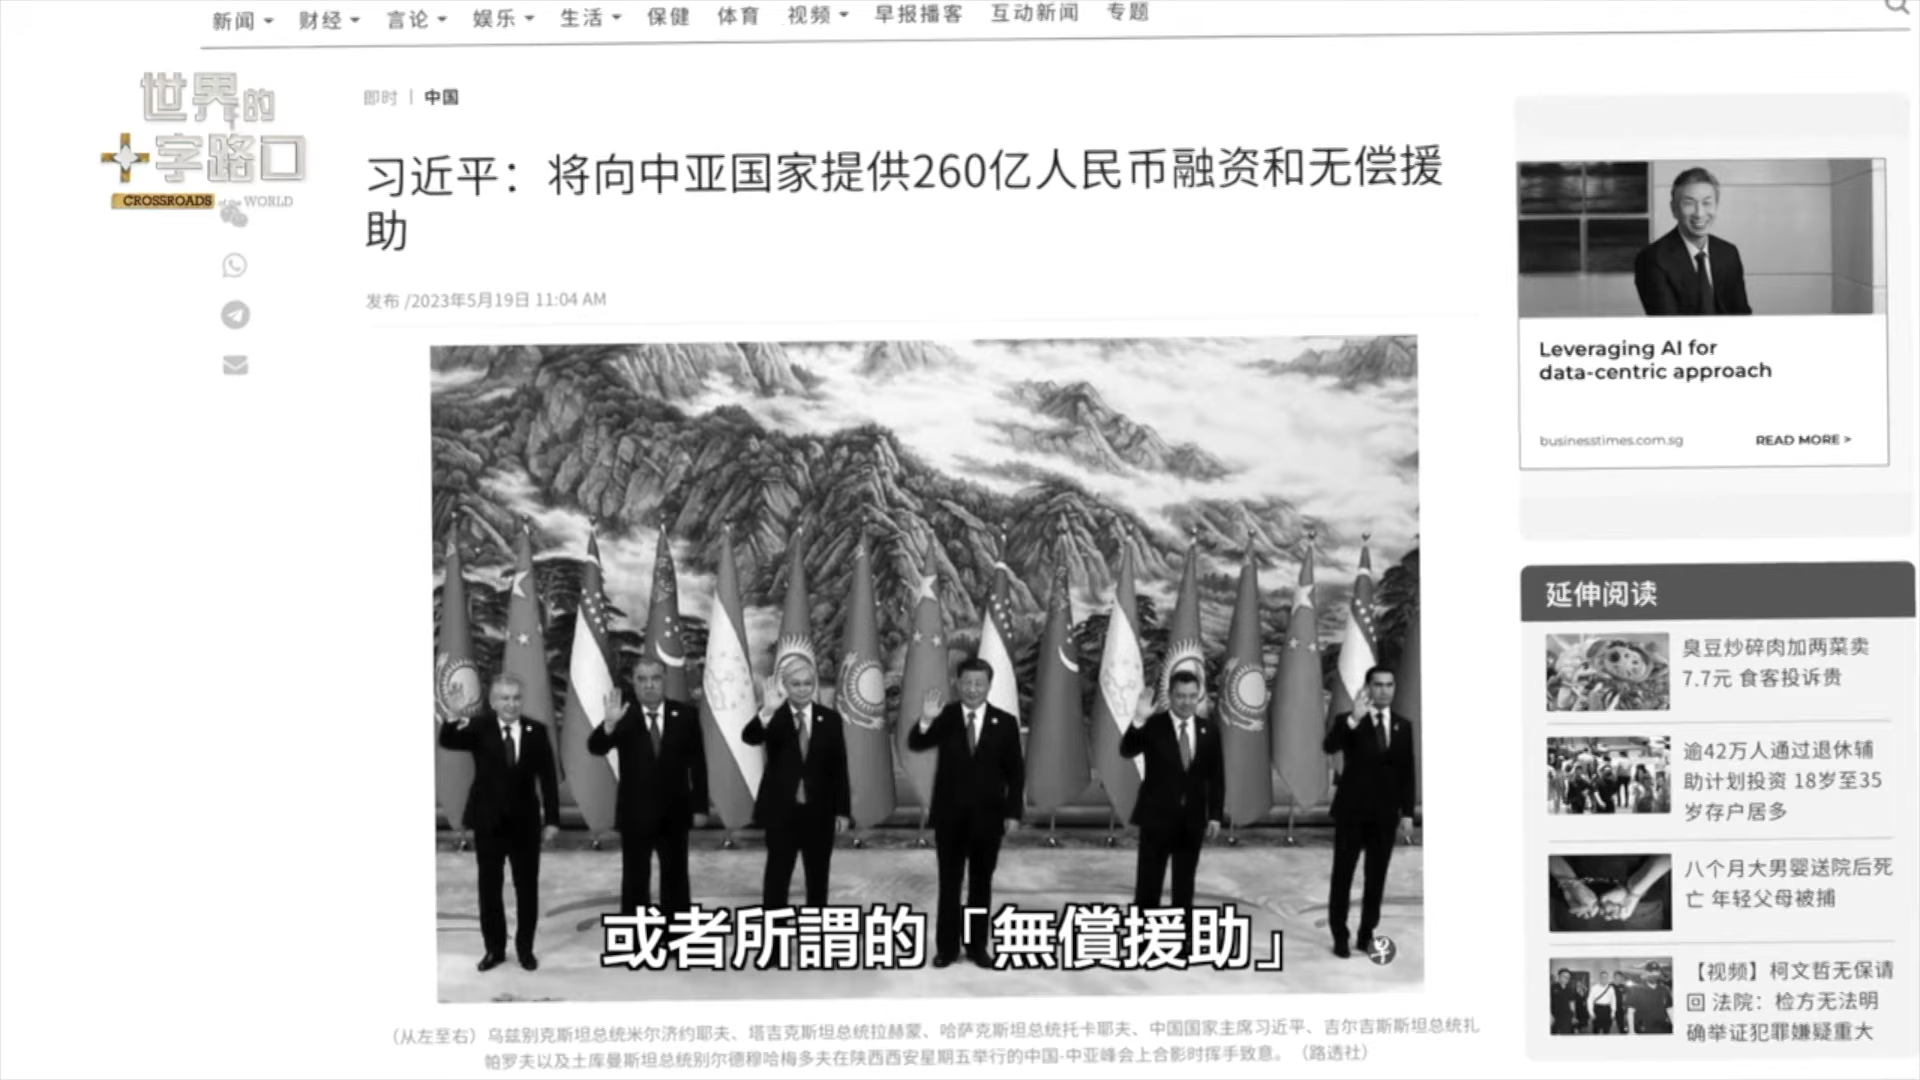 新闻 财经 言论 娱乐 生活 保健 体育 视频 早报播客 互动新闻 专题
世界的
十字路口
CROSSROADS of the WORLD
即时 | 中国
习近平：将向中亚国家提供260亿人民币融资和无偿援
助
发布 /2023年5月19日 11:04 AM
或者所謂的「無償援助」
早
（从左至右）乌兹别克斯坦总统米尔济约耶夫、塔吉克斯坦总统拉赫蒙、哈萨克斯坦总统托卡耶夫、中国国家主席习近平、吉尔吉斯斯坦总统扎
帕罗夫以及土库曼斯坦总统别尔德穆哈梅多夫在陕西西安星期五举行的中国-中亚峰会上合影时挥手致意。（路透社）
Leveraging AI for
data-centric approach
businesstimes.com.sg READ MORE >
延伸阅读
臭豆炒碎肉加两菜卖
7.7元 食客投诉贵
逾42万人通过退休辅
助计划投资 18岁至35
岁存户居多
八个月大男婴送院后死
亡 年轻父母被捕
【视频】柯文哲无保请
回 法院：检方无法明
确举证犯罪嫌疑重大